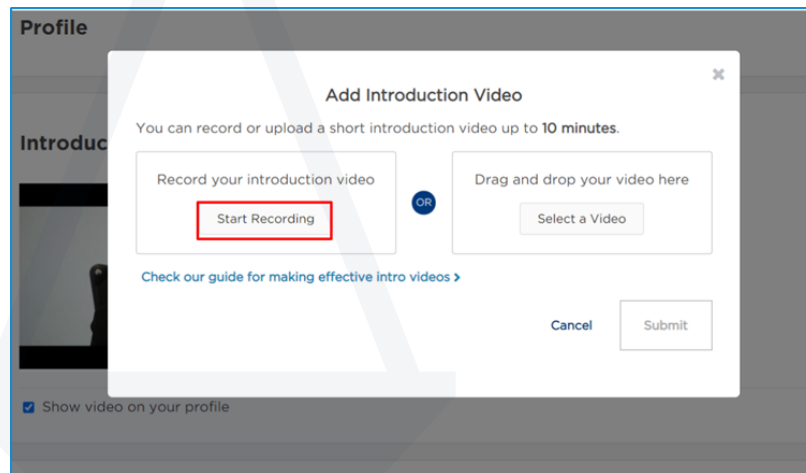 Profile
Add Introduction Video
You can record or upload a short introduction video up to 10 minutes.
Introduc
Record your introduction video
Start Recording
OR
Drag and drop your video here
Select a Video
Check our guide for making effective intro videos >
Cancel
Submit
Show video on your profile